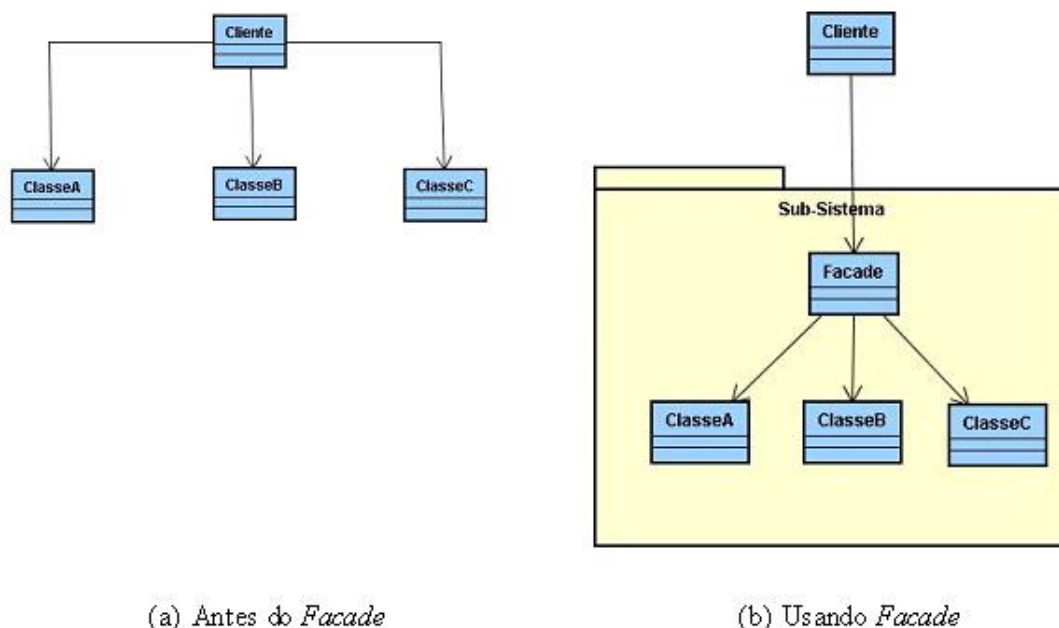 Cliente
ClasseA
ClasseB
ClasseC
(a) Antes do Facade
Cliente
Sub-Sistema
Facade
ClasseA
ClasseB
ClasseC
(b) Usando Facade